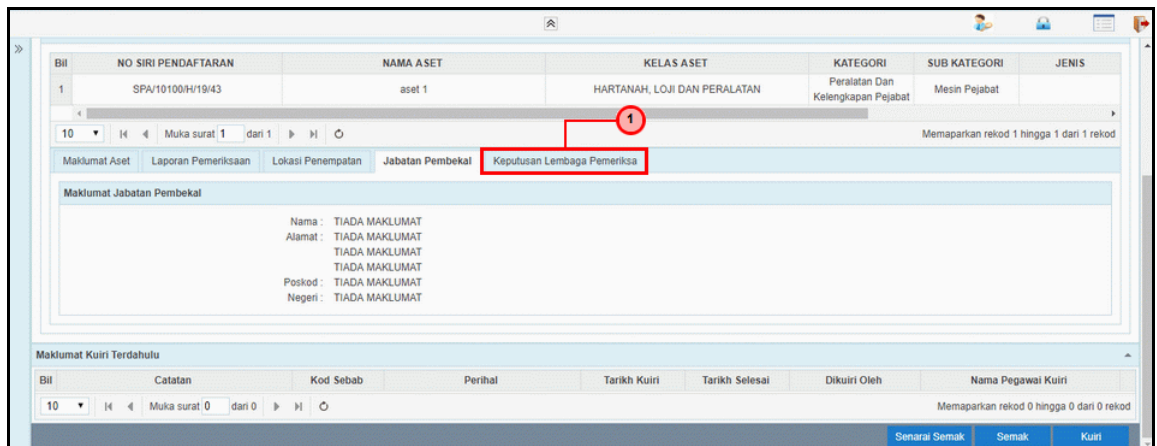 Bil NO SIRI PENDAFTARAN NAMA ASET KELAS ASET KATEGORI SUB KATEGORI JENIS
1 SPA/10100/H/19/43 aset 1 HARTANAH, LOJI DAN PERALATAN Peralatan Dan Kelengkapan Pejabat Mesin Pejabat
1
10 Muka surat 1 dari 1 Memaparkan rekod 1 hingga 1 dari 1 rekod
Maklumat Aset Laporan Pemeriksaan Lokasi Penempatan Jabatan Pembekal Keputusan Lembaga Pemeriksa
Maklumat Jabatan Pembekal
Nama : TIADA MAKLUMAT
Alamat : TIADA MAKLUMAT
TIADA MAKLUMAT
TIADA MAKLUMAT
Poskod : TIADA MAKLUMAT
Negeri : TIADA MAKLUMAT
Maklumat Kuiri Terdahulu
Bil Catatan Kod Sebab Perihal Tarikh Kuiri Tarikh Selesai Dikuiri Oleh Nama Pegawai Kuiri
10 Muka surat 0 dari 0 Memaparkan rekod 0 hingga 0 dari 0 rekod
Senarai Semak Semak Kuiri